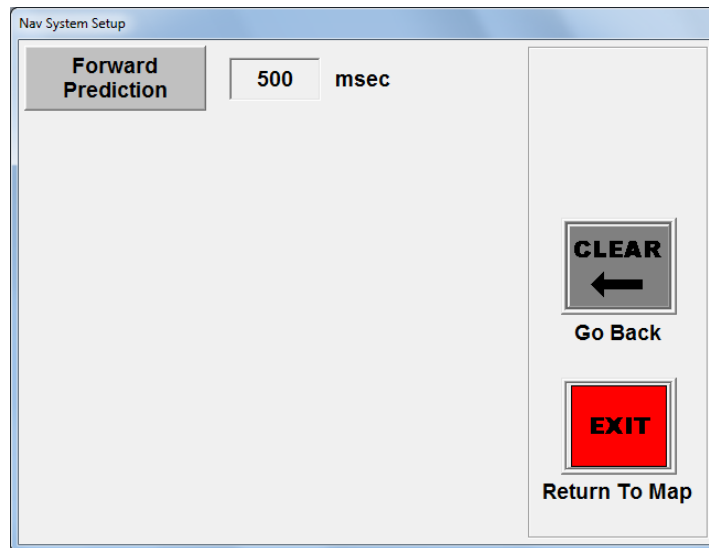 Nav System Setup
Forward
Prediction
500 msec
CLEAR
Go Back
EXIT
Return To Map